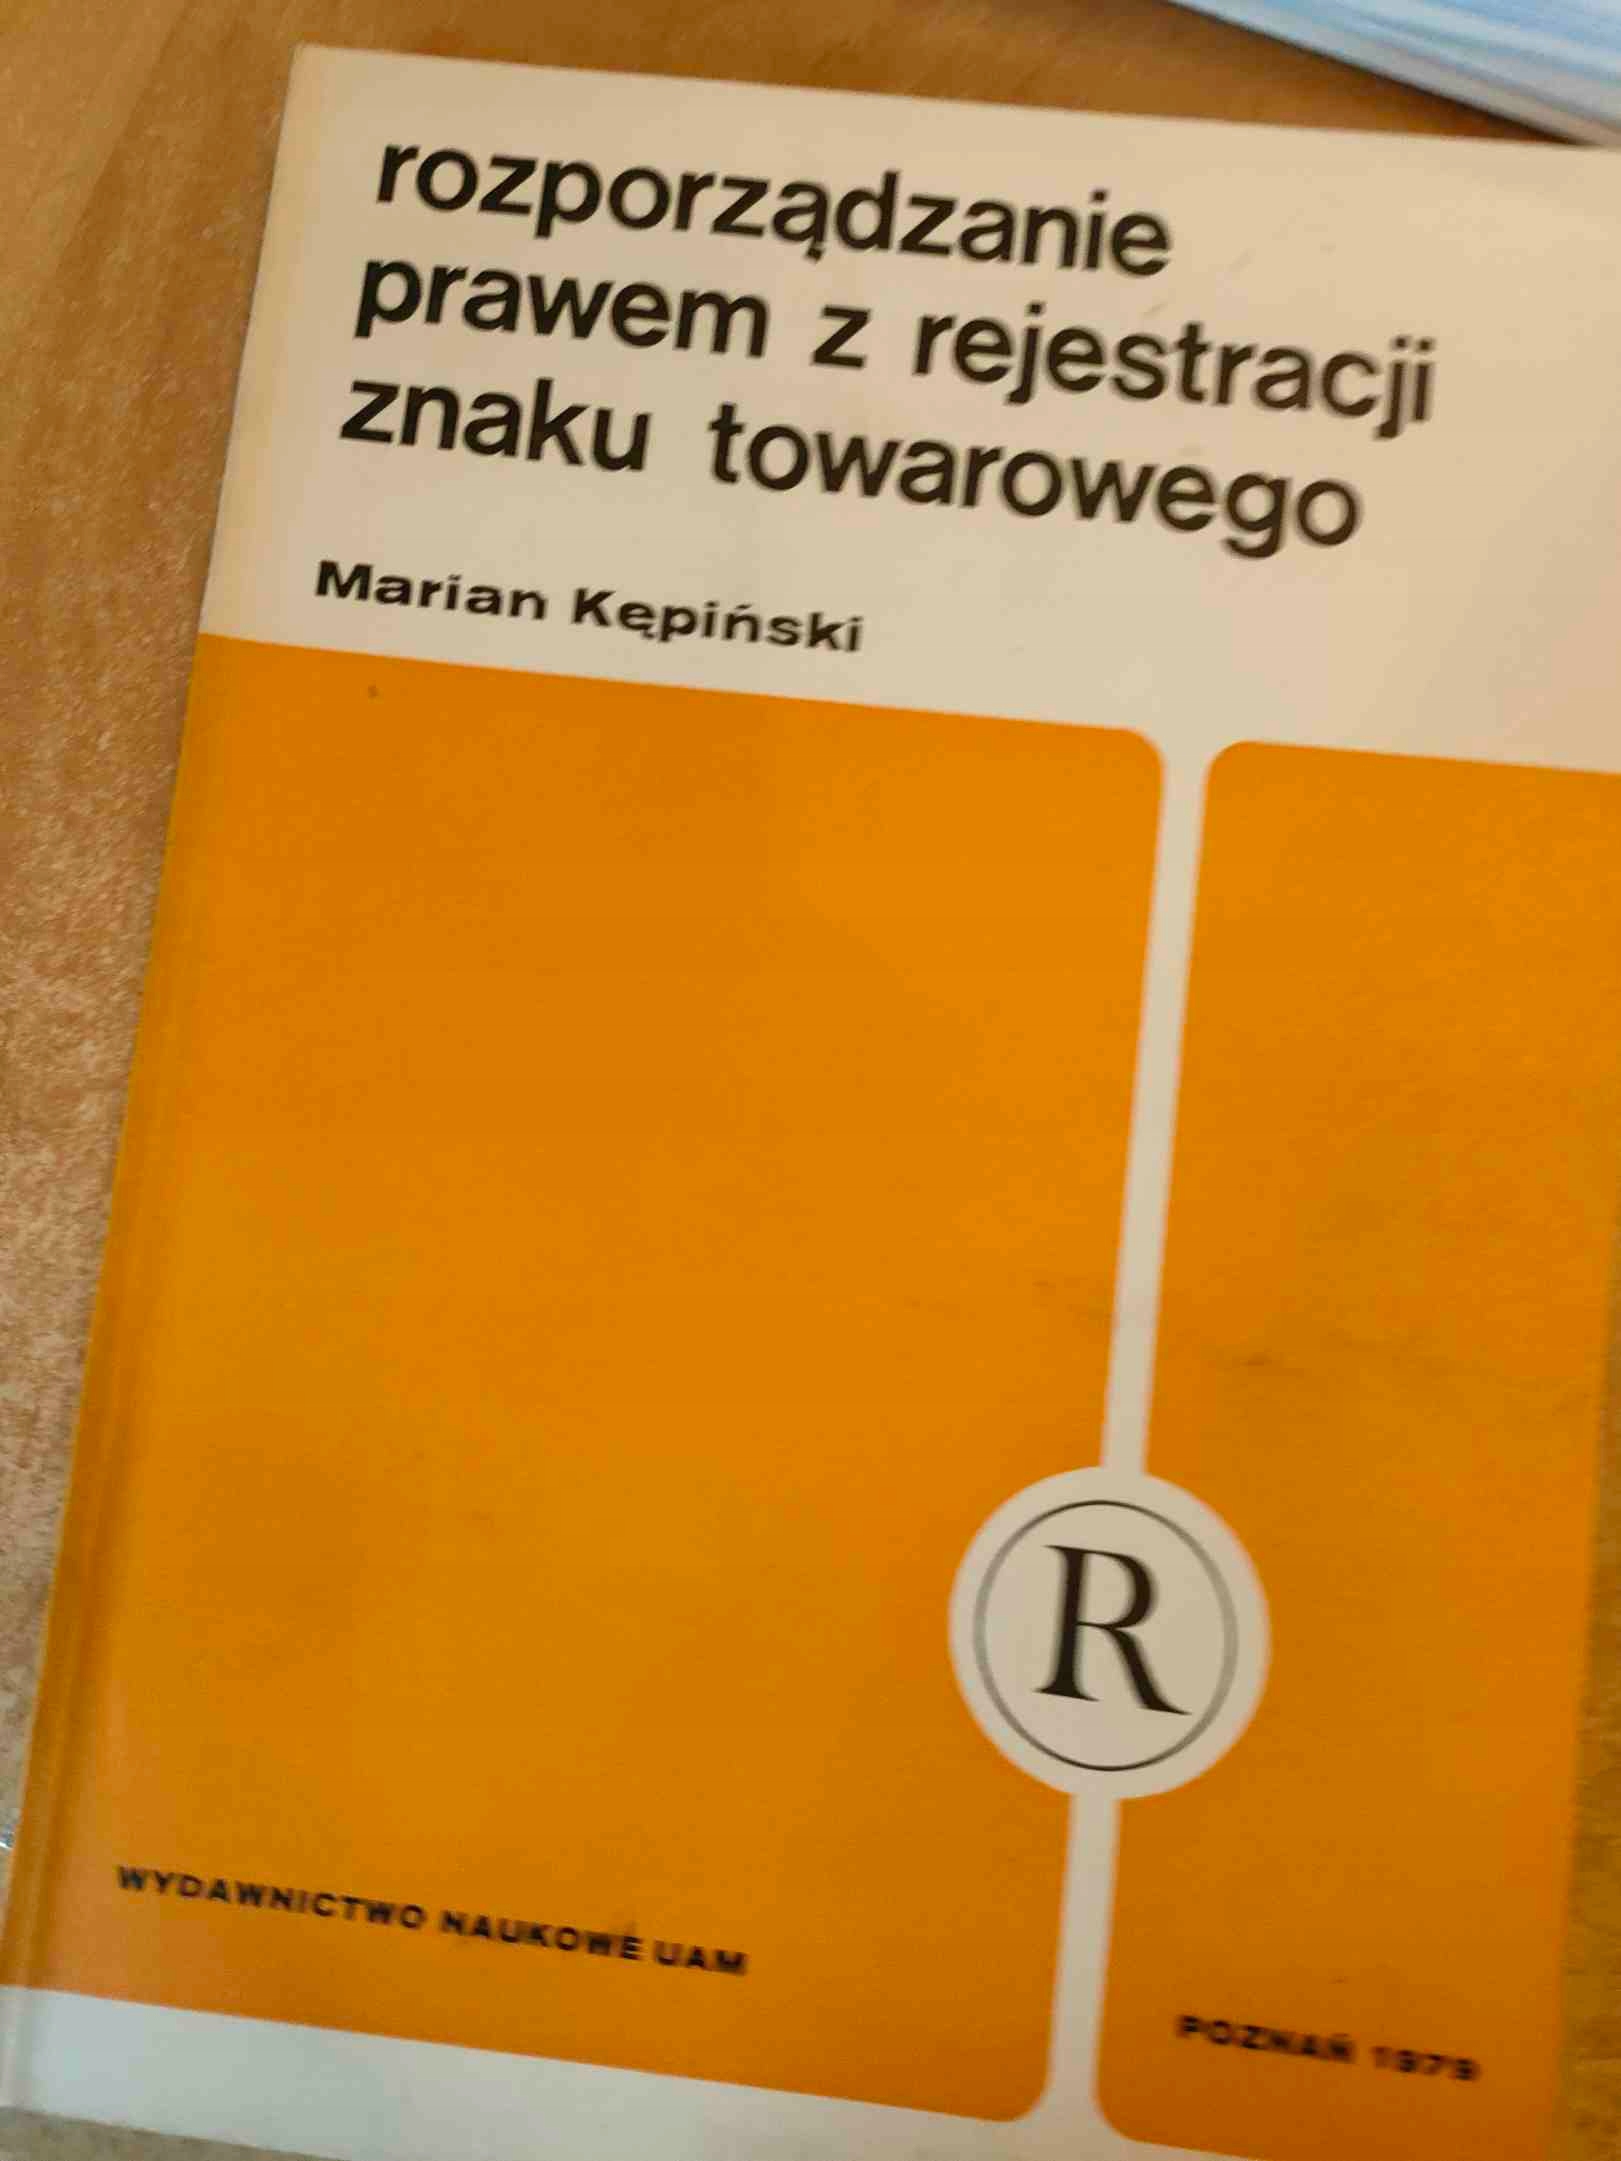 rozporządzanie
prawem z rejestracji
znaku towarowego
Marian Kępiński
R
WYDAWNICTWO NAUKOWE UAM
POZNAŃ 1979